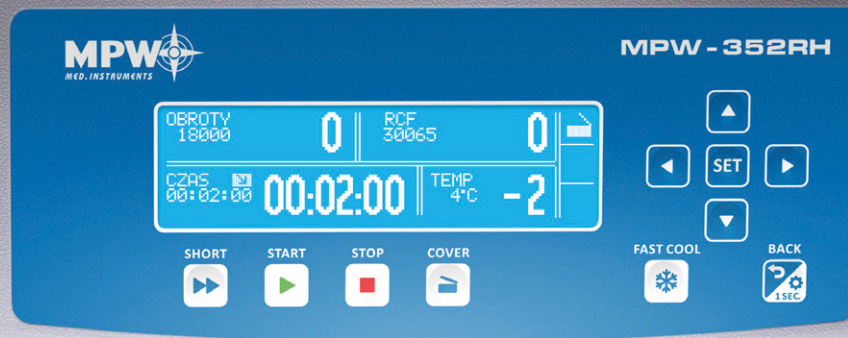 MPW
MED. INSTRUMENTS
MPW-352RH
OBROTY
18000
0
RCF
30065
0
CZAS
00:02:00
00:02:00
TEMP
4°C
-2
SET
SHORT
START
STOP
COVER
FAST COOL
BACK
1 SEC.